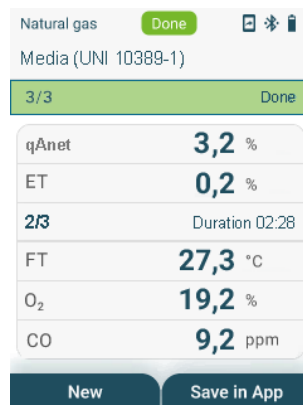 Natural gas Done
Media (UNI 10389-1)
3/3 Done
qAnet 3,2 %
ET 0,2 %
2/3 Duration 02:28
FT 27,3 °C
O₂ 19,2 %
CO 9,2 ppm
New Save in App